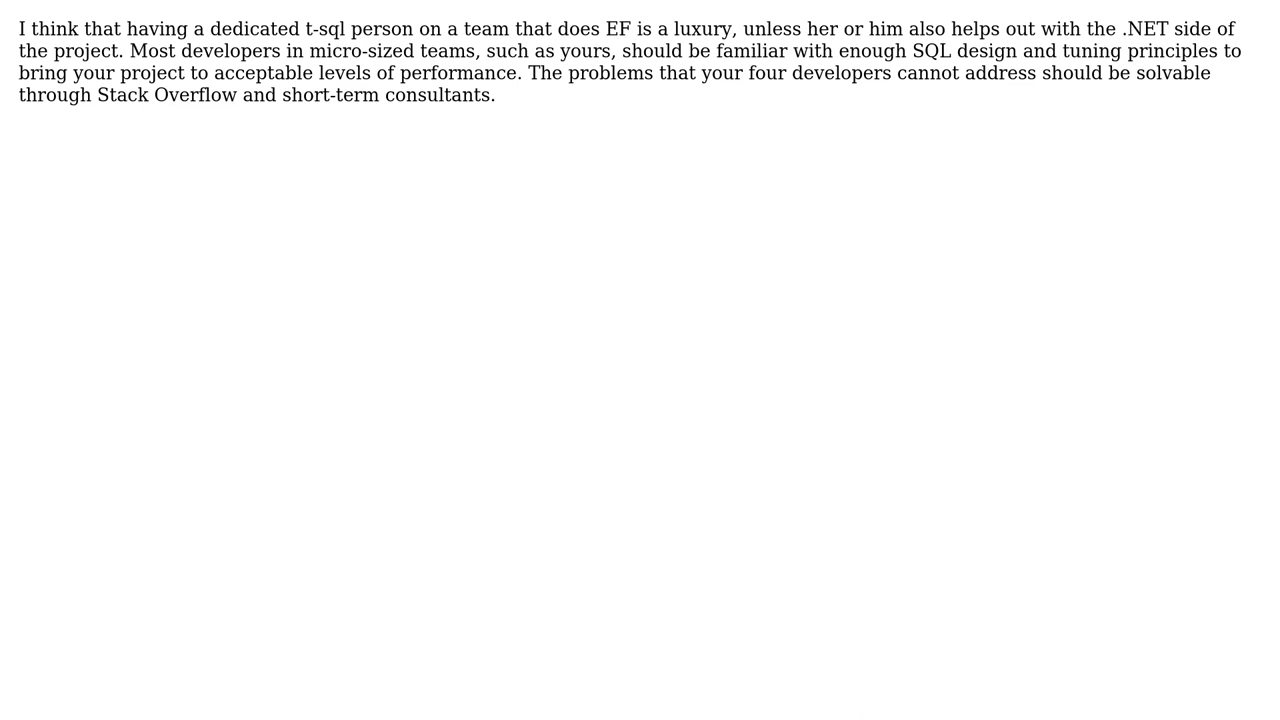 I think that having a dedicated t-sql person on a team that does EF is a luxury, unless her or him also helps out with the .NET side of
the project. Most developers in micro-sized teams, such as yours, should be familiar with enough SQL design and tuning principles to
bring your project to acceptable levels of performance. The problems that your four developers cannot address should be solvable
through Stack Overflow and short-term consultants.